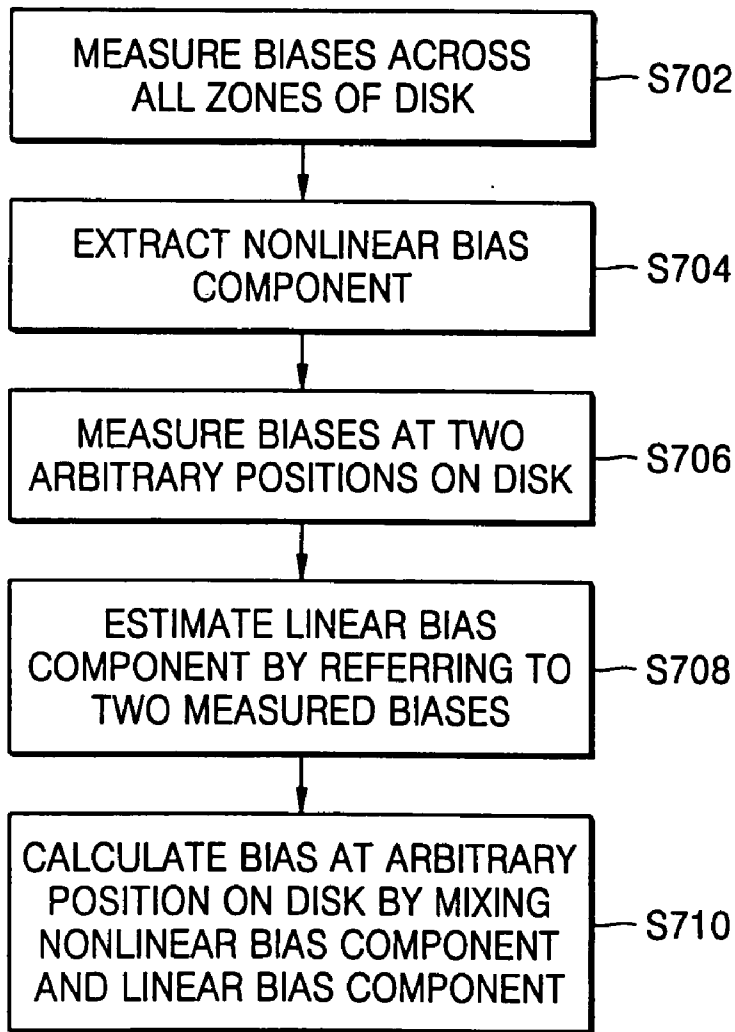 MEASURE BIASES ACROSS
ALL ZONES OF DISK
S702
EXTRACT NONLINEAR BIAS
COMPONENT
S704
MEASURE BIASES AT TWO
ARBITRARY POSITIONS ON DISK
S706
ESTIMATE LINEAR BIAS
COMPONENT BY REFERRING TO
TWO MEASURED BIASES
S708
CALCULATE BIAS AT ARBITRARY
POSITION ON DISK BY MIXING
NONLINEAR BIAS COMPONENT
AND LINEAR BIAS COMPONENT
S710